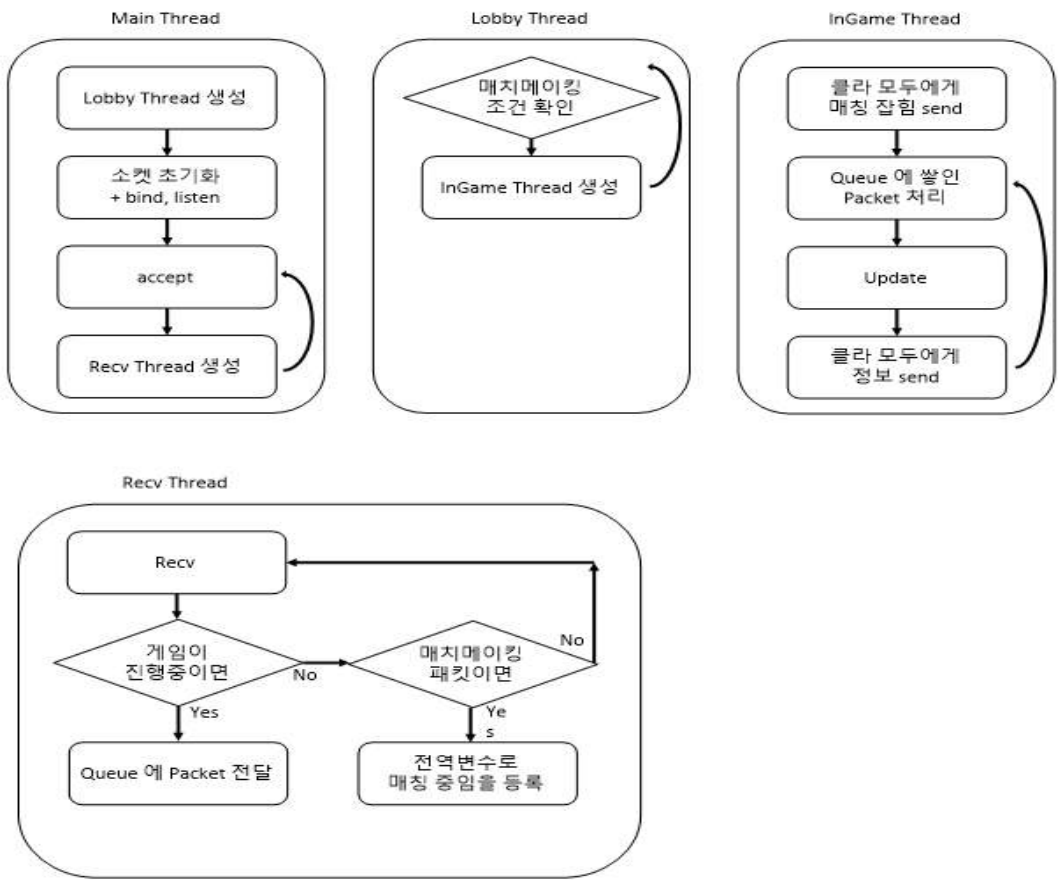 Main Thread
Lobby Thread 생성
소켓 초기화
+ bind, listen
accept
Recv Thread 생성
Lobby Thread
매치메이킹
조건 확인
InGame Thread 생성
InGame Thread
클라 모두에게
매칭 잡힘 send
Queue 에 쌓인
Packet 처리
Update
클라 모두에게
정보 send
Recv Thread
Recv
게임이
진행중이면
No
Yes
Queue 에 Packet 전달
매치메이킹
패킷이면
No
Ye
s
전역변수로
매칭 중임을 등록